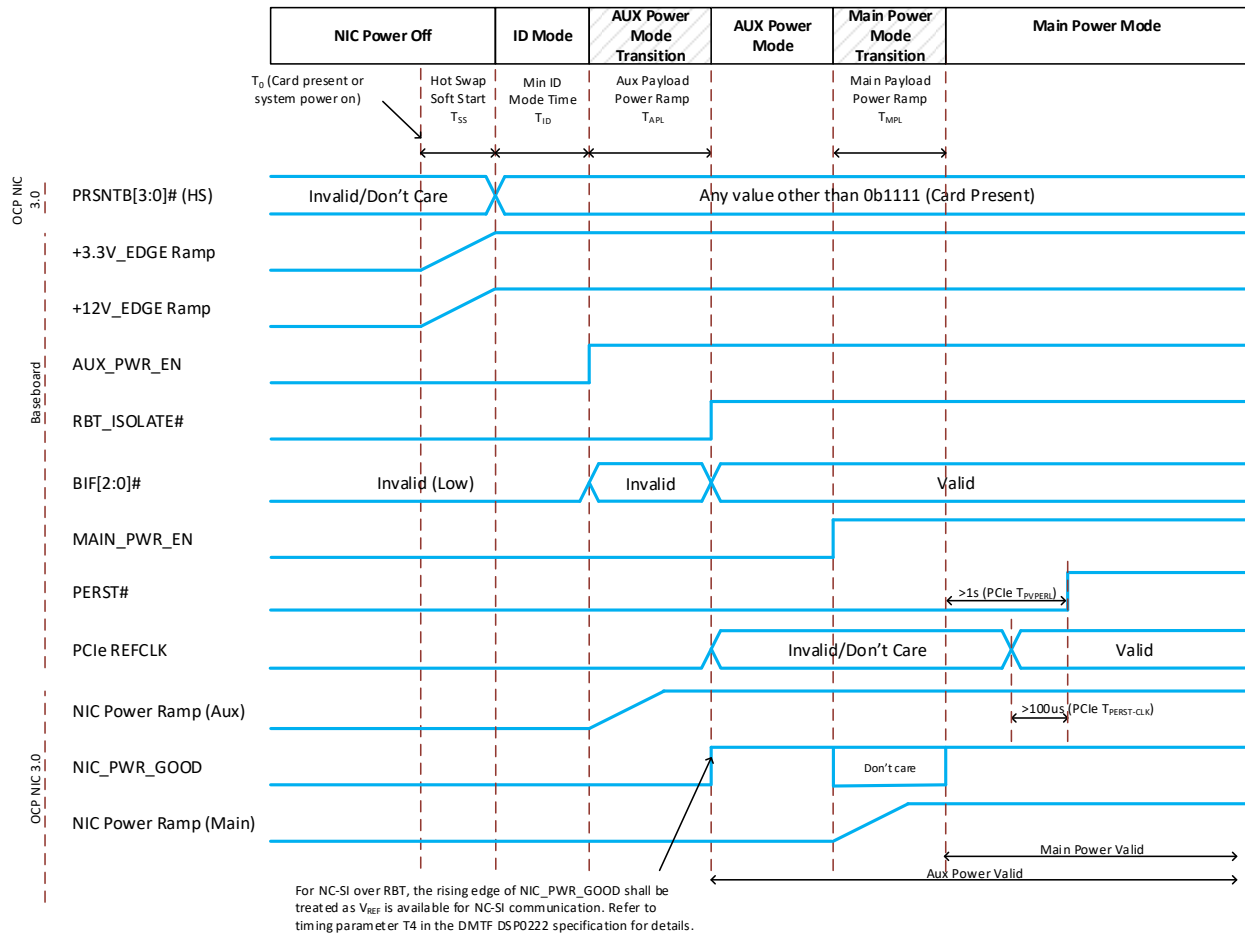 NIC Power Off
ID Mode
AUX Power
Mode
Transition
AUX Power
Mode
Main Power
Mode
Transition
Main Power Mode
T0 (Card present or
system power on)
Hot Swap
Soft Start
TSS
Min ID
Mode Time
TID
Aux Payload
Power Ramp
TAPL
Main Payload
Power Ramp
TMPL
OCP NIC
3.0
PRSNTB[3:0]# (HS)
Invalid/Don't Care
Any value other than 0b1111 (Card Present)
Baseboard
+3.3V_EDGE Ramp
+12V_EDGE Ramp
AUX_PWR_EN
RBT_ISOLATE#
BIF[2:0]#
Invalid (Low)
Invalid
Valid
MAIN_PWR_EN
PERST#
>1s (PCIe TPVPERL)
PCIe REFCLK
Invalid/Don't Care
Valid
OCP NIC 3.0
NIC Power Ramp (Aux)
>100us (PCIe TPERST-CLK)
NIC_PWR_GOOD
Don't care
NIC Power Ramp (Main)
Main Power Valid
Aux Power Valid
For NC-SI over RBT, the rising edge of NIC_PWR_GOOD shall be
treated as VREF is available for NC-SI communication. Refer to
timing parameter T4 in the DMTF DSP0222 specification for details.